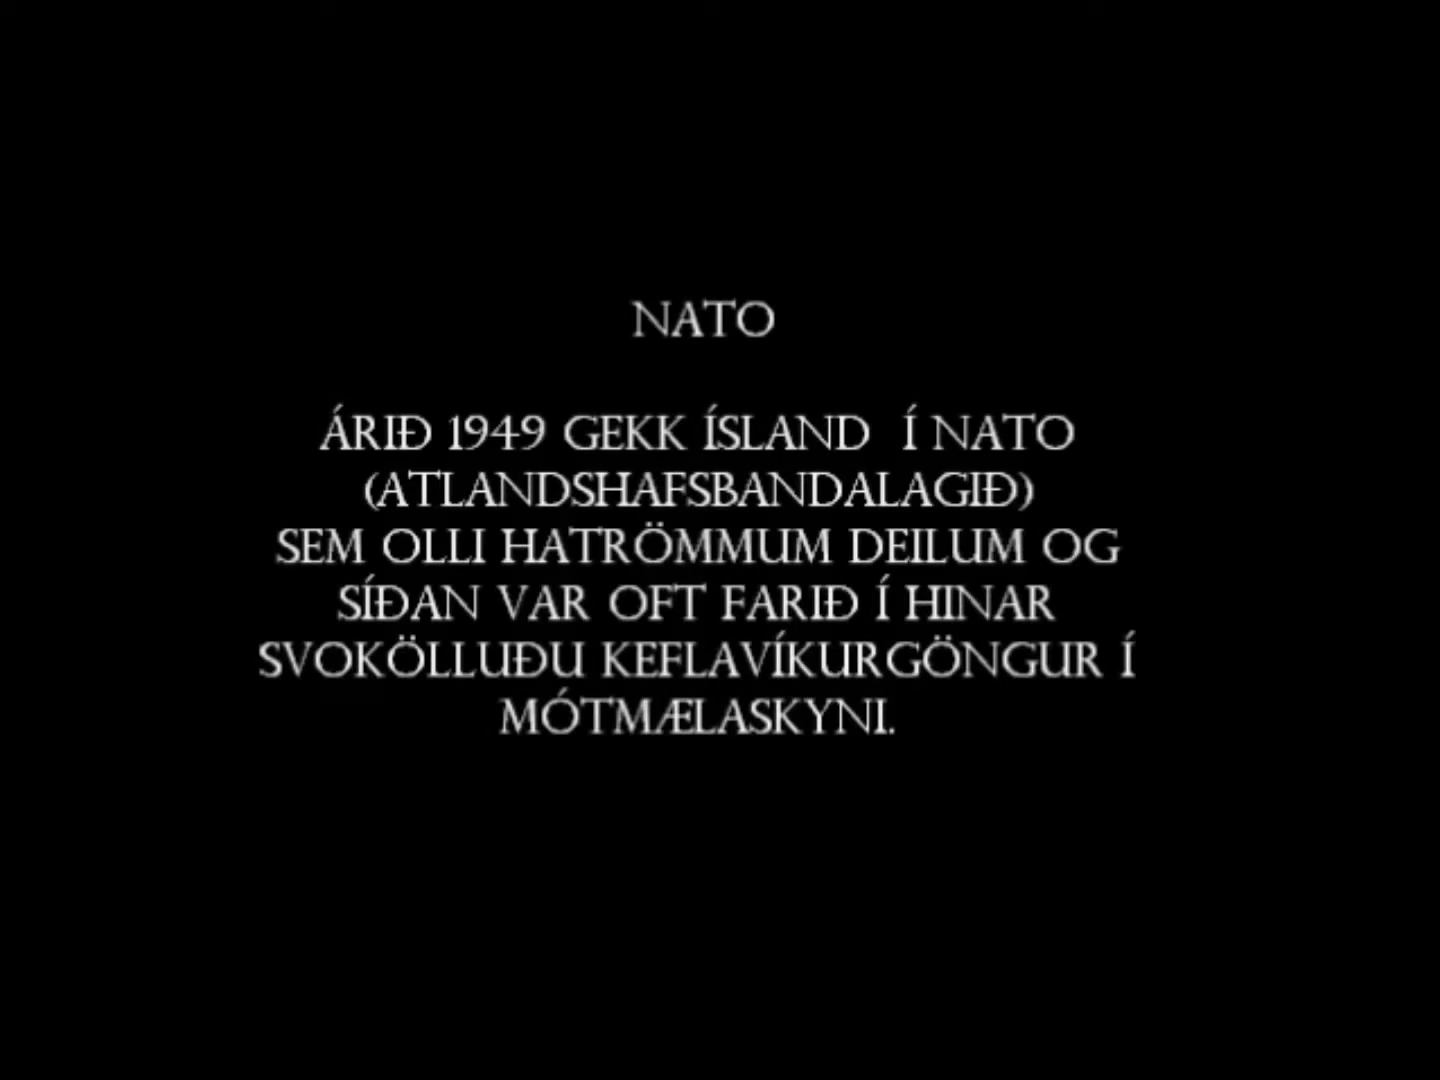 NATO
ÁRIÐ 1949 GEKK ÍSLAND Í NATO
(ATLANDSHAFSBANDALAGIÐ)
SEM OLLI HATRÖMMUM DEILUM OG
SÍÐAN VAR OFT FARIÐ Í HINAR
SVOKÖLLUÐU KEFLAVÍKURGÖNGUR Í
MÓTMÆLASKYNI.